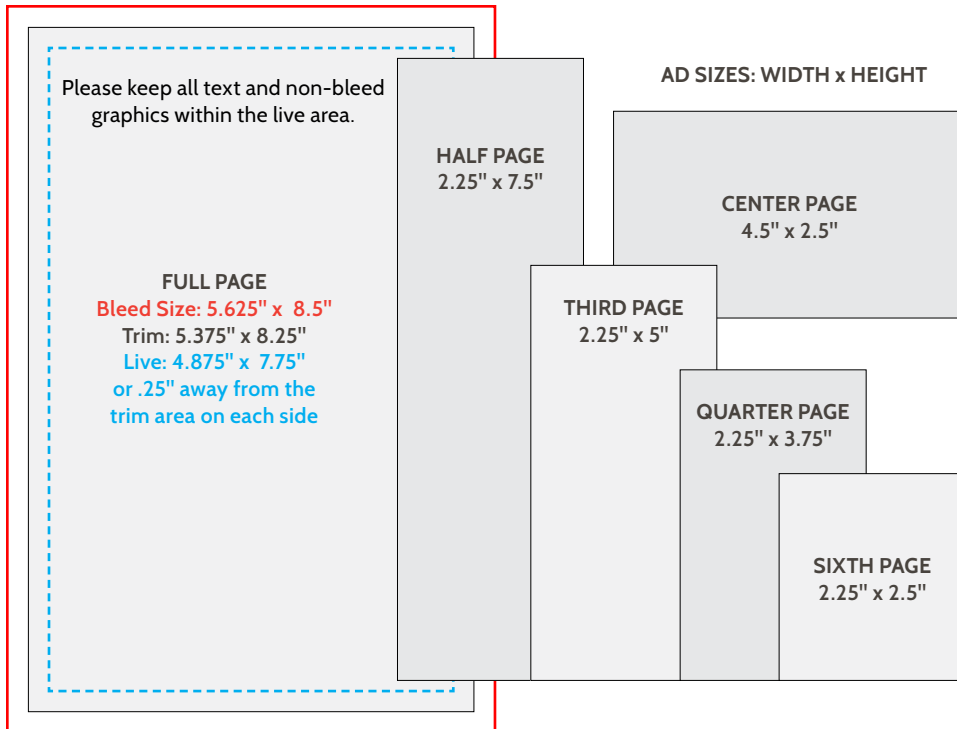 Please keep all text and non-bleed
graphics within the live area.
FULL PAGE
Bleed Size: 5.625" x  8.5"
Trim: 5.375" x 8.25"
Live: 4.875" x  7.75"
or .25" away from the
trim area on each side
HALF PAGE
2.25" x 7.5"
AD SIZES: WIDTH x HEIGHT
CENTER PAGE
4.5" x 2.5"
THIRD PAGE
2.25" x 5"
QUARTER PAGE
2.25" x 3.75"
SIXTH PAGE
2.25" x 2.5"